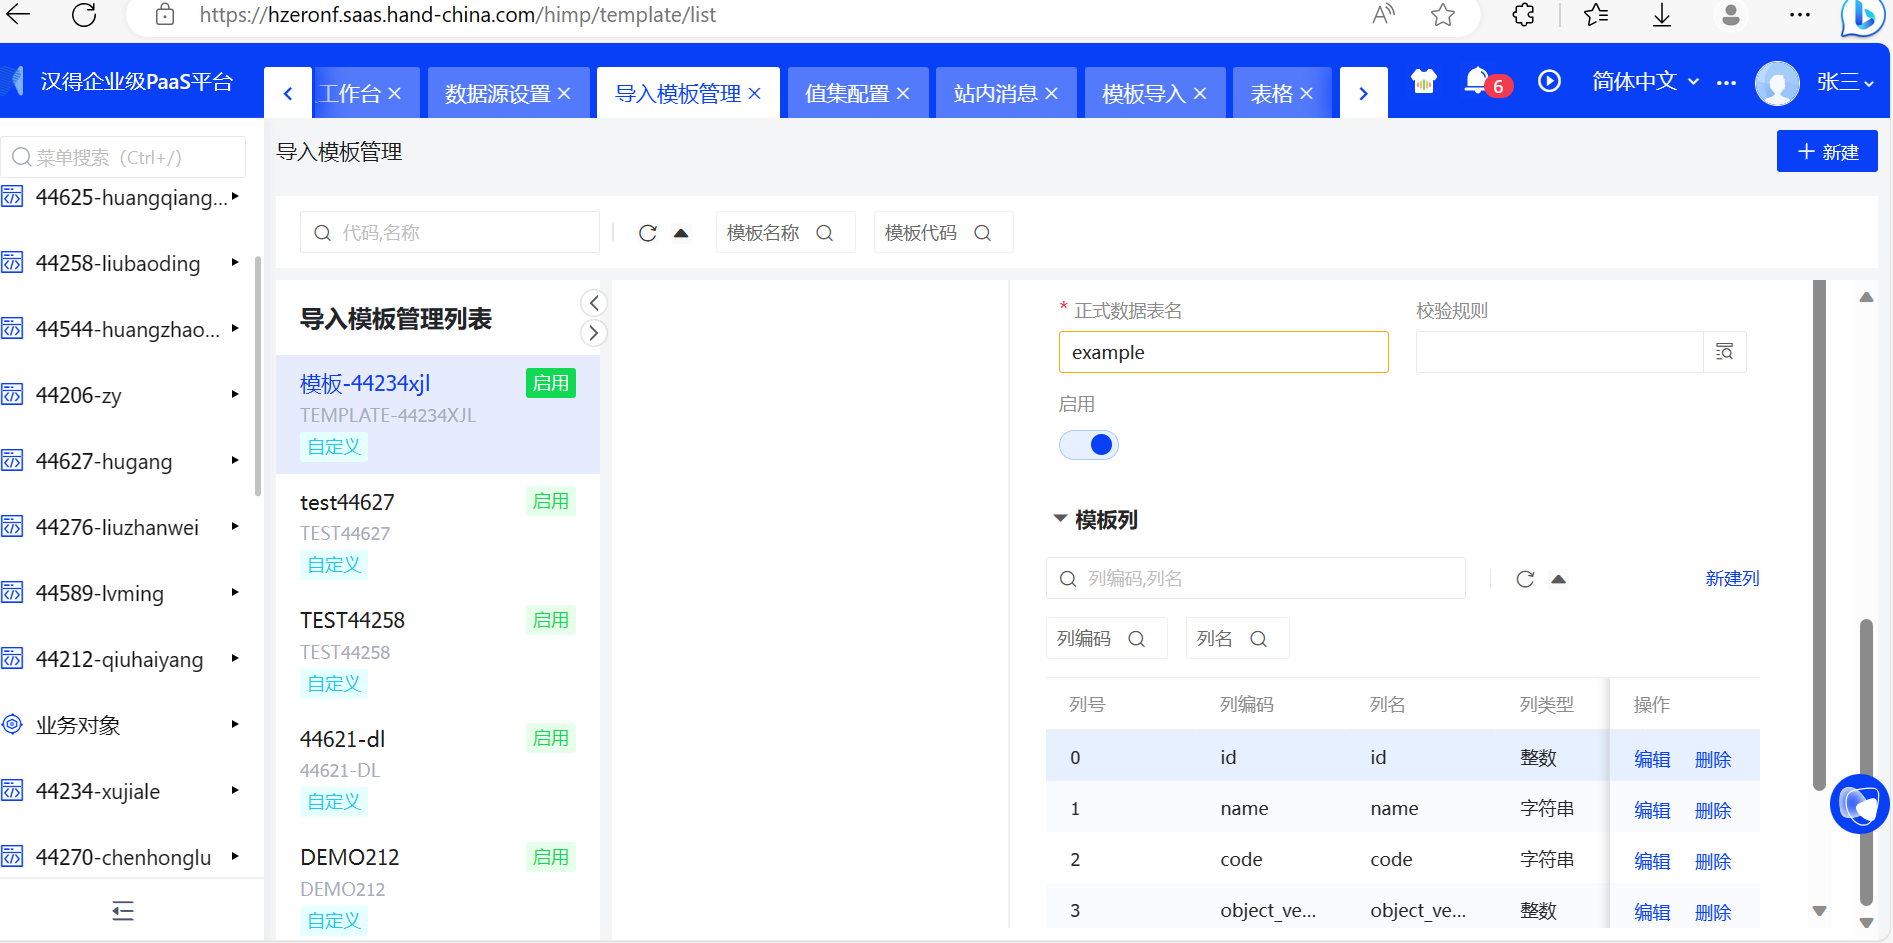 https://hzeronf.saas.hand-china.com/himp/template/list
汉得企业级PaaS平台
工作台
数据源设置
导入模板管理
值集配置
站内消息
模板导入
表格
6
简体中文
张三
菜单搜索（Ctrl+/）
44625-huangqiang...
44258-liubaoding
44544-huangzhao...
44206-zy
44627-hugang
44276-liuzhanwei
44589-lvming
44212-qiuhaiyang
业务对象
44234-xujiale
44270-chenhonglu
导入模板管理
新建
代码,名称
模板名称
模板代码
导入模板管理列表
模板-44234xjl
启用
TEMPLATE-44234XJL
自定义
test44627
启用
TEST44627
自定义
TEST44258
启用
TEST44258
自定义
44621-dl
启用
44621-DL
自定义
DEMO212
启用
DEMO212
自定义
* 正式数据表名
校验规则
example
启用
模板列
列编码,列名
新建列
列编码
列名
列号 列编码 列名 列类型 操作
0 id id 整数 编辑 删除
1 name name 字符串 编辑 删除
2 code code 字符串 编辑 删除
3 object_ve... object_ve... 整数 编辑 删除